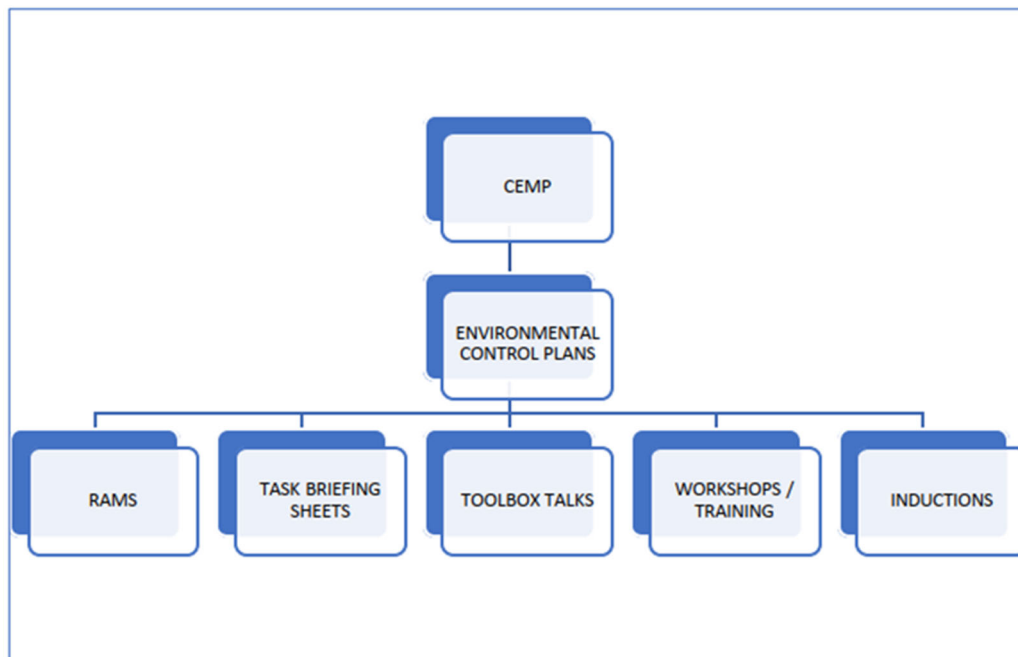 CEMP
ENVIRONMENTAL
CONTROL PLANS
RAMS
TASK BRIEFING
SHEETS
TOOLBOX TALKS
WORKSHOPS /
TRAINING
INDUCTIONS